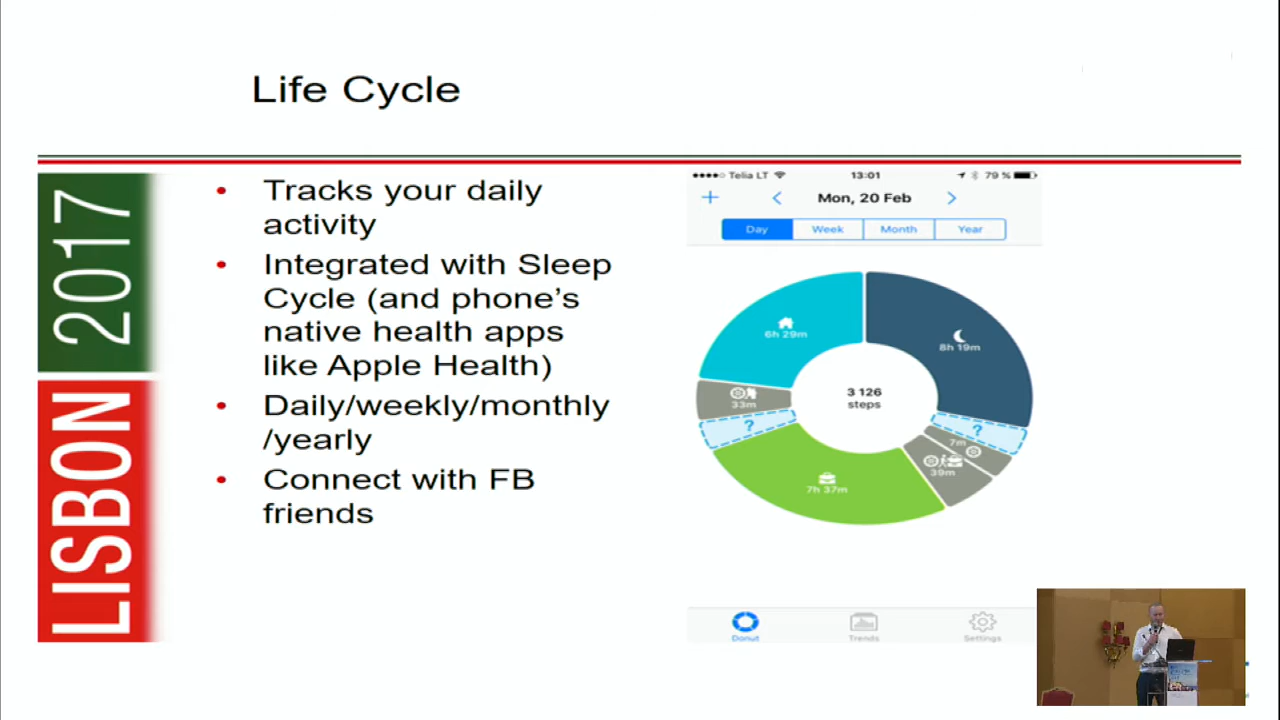 Life Cycle
LISBON 2017
• Tracks your daily
activity
• Integrated with Sleep
Cycle (and phone's
native health apps
like Apple Health)
• Daily/weekly/monthly
/yearly
• Connect with FB
friends
Telia LT 13:01 79 %
+ < Mon, 20 Feb >
Day Week Month Year
6h 29m
8h 19m
33m
?
3 126
steps
?
7m
39m
7h 37m
Donut Trends Settings